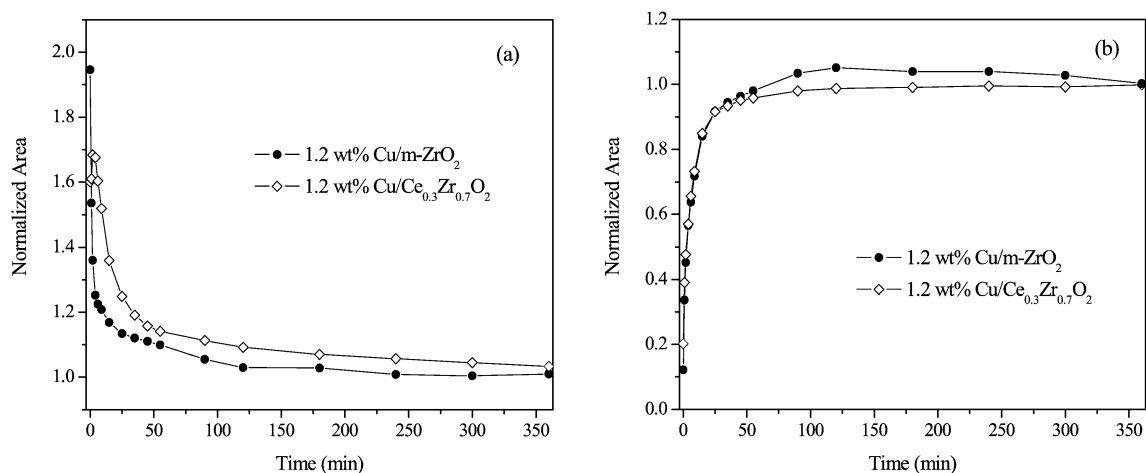 (a)
2.0
1.8
1.6
1.4
1.2
1.0
Normalized Area
1.2 wt% Cu/m-ZrO₂
1.2 wt% Cu/Ce₀.₃Zr₀.₇O₂
0 50 100 150 200 250 300 350
Time (min)
(b)
1.2
1.0
0.8
0.6
0.4
0.2
0.0
Normalized Area
1.2 wt% Cu/m-ZrO₂
1.2 wt% Cu/Ce₀.₃Zr₀.₇O₂
0 50 100 150 200 250 300 350
Time (min)